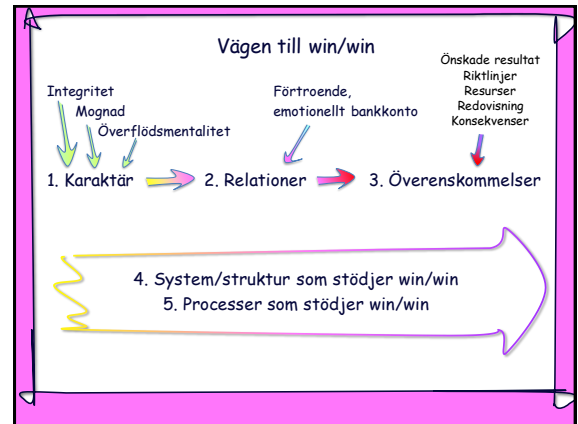 Vägen till win/win
Integritet
Mognad
Överflödsmentalitet
Förtroende,
emotionellt bankkonto
Önskade resultat
Riktlinjer
Resurser
Redovisning
Konsekvenser
1. Karaktär
2. Relationer
3. Överenskommelser
4. System/struktur som stödjer win/win
5. Processer som stödjer win/win